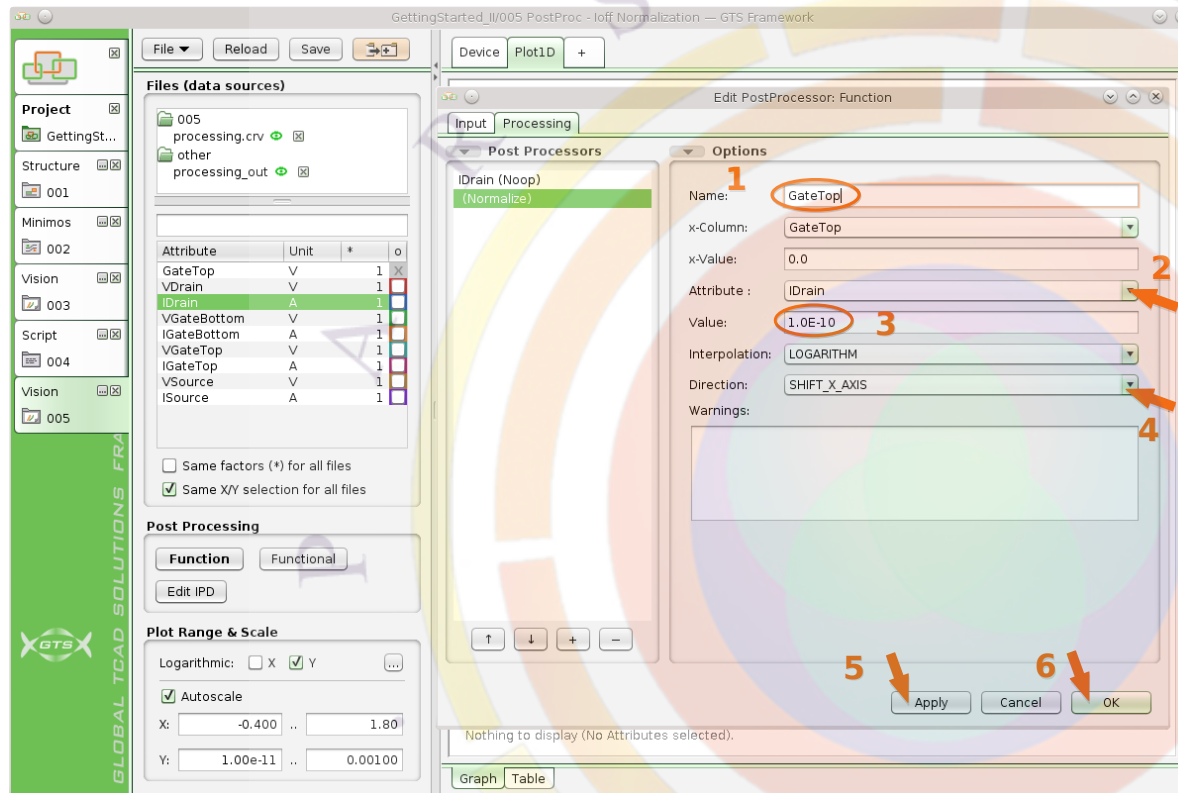 GettingStarted_II/005 PostProc - Ioff Normalization — GTS Framework
Project
GettingSt...
Structure
001
Minimos
002
Vision
003
Script
004
Vision
005
GLOBAL TCAD SOLUTIONS FRA
GTS
File Reload Save
Files (data sources)
005
processing.crv
other
processing_out
Attribute Unit * o
GateTop V 1 X
VDrain V 1
IDrain A 1
VGateBottom V 1
IGateBottom A 1
VGateTop V 1
IGateTop A 1
VSource V 1
ISource A 1
Same factors (*) for all files
Same X/Y selection for all files
Post Processing
Function Functional
Edit IPD
Plot Range & Scale
Logarithmic: X Y ...
Autoscale
X: -0.400 .. 1.80
Y: 1.00e-11 .. 0.00100
Device Plot1D +
Edit PostProcessor: Function
Input Processing
Post Processors
IDrain (Noop)
(Normalize)
↑ ↓ + −
Options
1
Name: GateTop
x-Column: GateTop
x-Value: 0.0
2
Attribute : IDrain
Value: 1.0E-10 3
Interpolation: LOGARITHM
Direction: SHIFT_X_AXIS
4
Warnings:
5 6
Apply Cancel OK
Nothing to display (No Attributes selected).
Graph Table